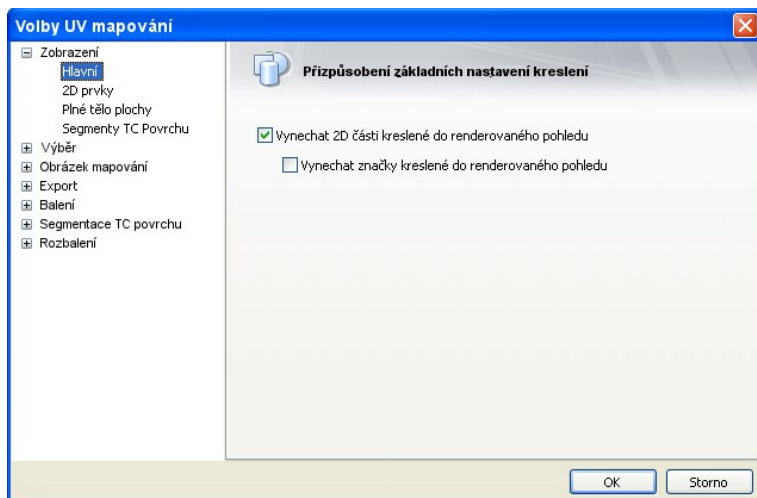 Volby UV mapování
Zobrazení
Hlavní
2D prvky
Plné tělo plochy
Segmenty TC Povrchu
Výběr
Obrázek mapování
Export
Balení
Segmentace TC povrchu
Rozbalení
Přizpůsobení základních nastavení kreslení
Vynechat 2D části kreslené do renderovaného pohledu
Vynechat značky kreslené do renderovaného pohledu
OK
Storno